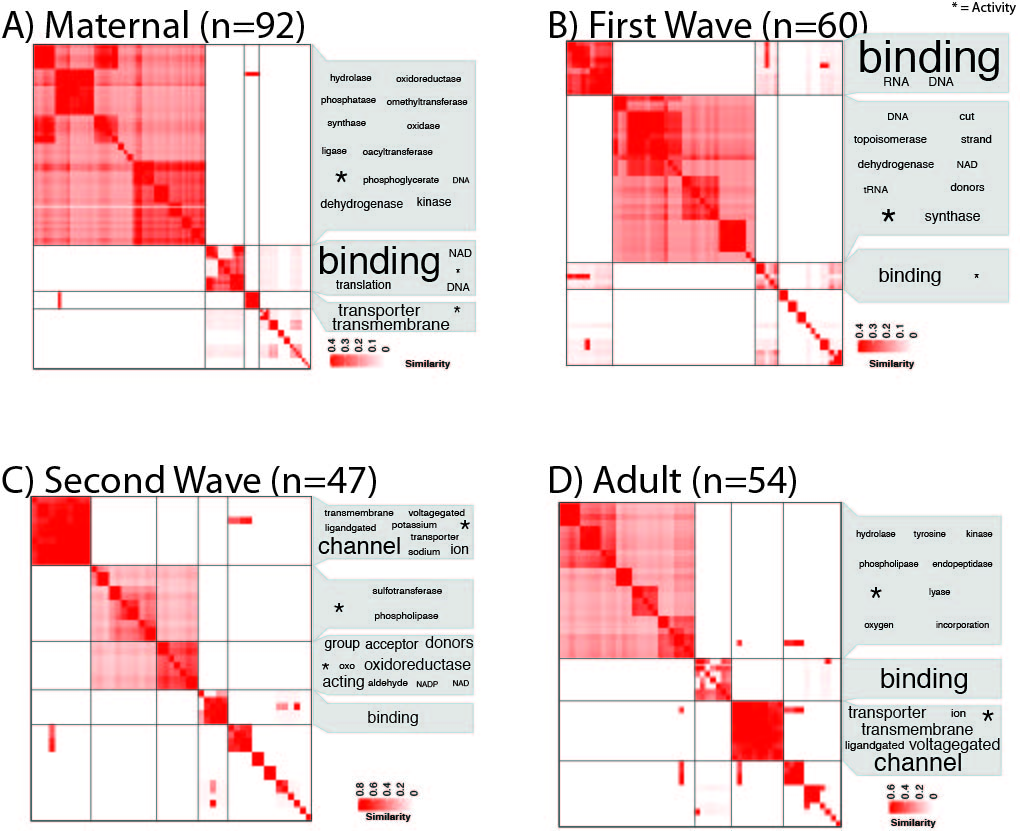 * = Activity
A) Maternal (n=92)
hydrolase oxidoreductase
phosphatase omethyltransferase
synthase oxidase
ligase oacyltransferase
* phosphoglycerate DNA
dehydrogenase kinase
binding NAD
*
translation DNA
transporter *
transmembrane
0.4 0.3 0.2 0.1 0
Similarity
B) First Wave (n=60)
binding
RNA DNA
DNA cut
topoisomerase strand
dehydrogenase NAD
tRNA donors
* synthase
binding *
0.4 0.3 0.2 0.1 0
Similarity
C) Second Wave (n=47)
transmembrane voltagegated
ligandgated potassium *
transporter
channel sodium ion
sulfotransferase
*
phospholipase
group acceptor donors
* oxo oxidoreductase
acting aldehyde NADP NAD
binding
0.8 0.6 0.4 0.2 0
Similarity
D) Adult (n=54)
hydrolase tyrosine kinase
phospholipase endopeptidase
* lyase
oxygen incorporation
binding
transporter ion *
transmembrane
ligandgated voltagegated
channel
0.6 0.4 0.2 0
Similarity